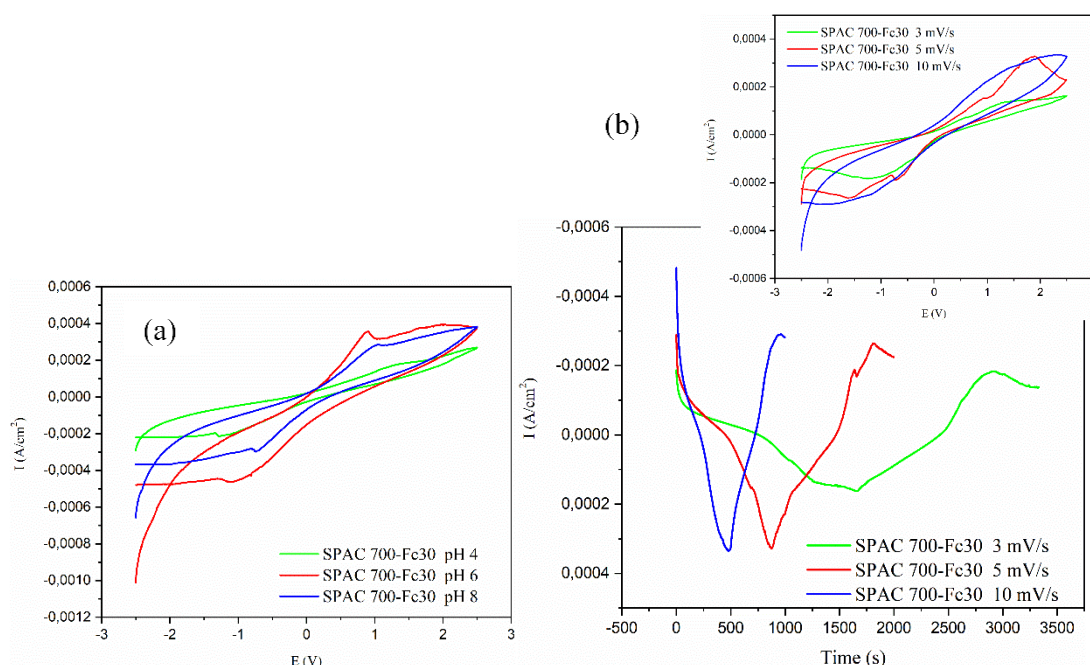 (a)
0,0006
0,0004
0,0002
0,0000
-0,0002
-0,0004
-0,0006
-0,0008
-0,0010
-0,0012
I (A/cm²)
SPAC 700-Fc30 pH 4
SPAC 700-Fc30 pH 6
SPAC 700-Fc30 pH 8
-3 -2 -1 0 1 2 3
E (V)
(b)
0,0004
0,0002
0,0000
-0,0002
-0,0004
-0,0006
I (A/cm²)
SPAC 700-Fc30 3 mV/s
SPAC 700-Fc30 5 mV/s
SPAC 700-Fc30 10 mV/s
-3 -2 -1 0 1 2
E (V)
-0,0006
-0,0004
-0,0002
0,0000
0,0002
0,0004
I (A/cm²)
SPAC 700-Fc30 3 mV/s
SPAC 700-Fc30 5 mV/s
SPAC 700-Fc30 10 mV/s
-500 0 500 1000 1500 2000 2500 3000 3500
Time (s)